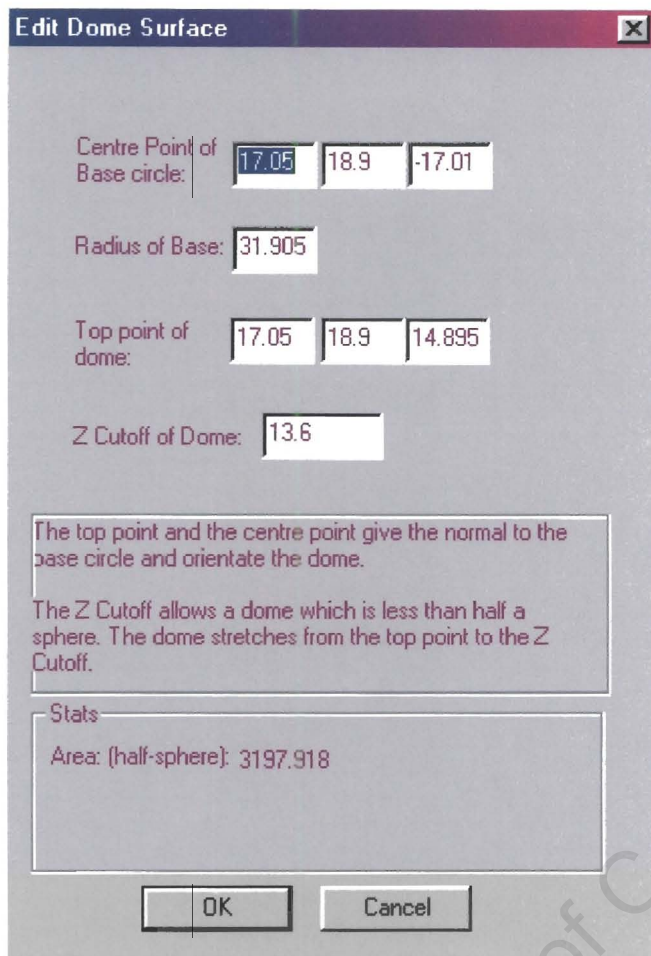 Edit Dome Surface
Centre Point of
Base circle:
17.05 18.9 -17.01
Radius of Base: 31.905
Top point of
dome:
17.05 18.9 14.895
Z Cutoff of Dome: 13.6
The top point and the centre point give the normal to the
base circle and orientate the dome.
The Z Cutoff allows a dome which is less than half a
sphere. The dome stretches from the top point to the Z
Cutoff.
Stats
Area: (half-sphere): 3197.918
OK Cancel
of C